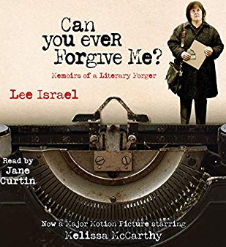 Can
you ever
Forgive Me?
Memoirs of a Literary Forger
Lee Israel
Read by
Jane
Curtin
Now a Major Motion Picture starring
Melissa McCarthy